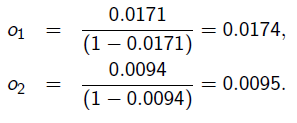 o₁ = 0.0171 / (1 − 0.0171) = 0.0174,
o₂ = 0.0094 / (1 − 0.0094) = 0.0095.